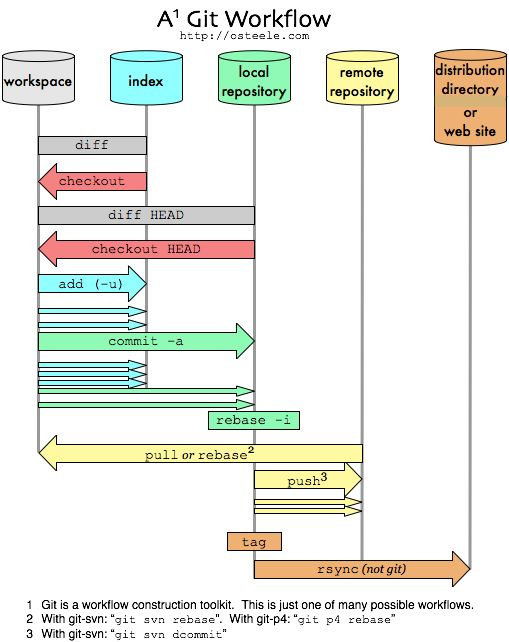 A¹ Git Workflow
http://osteele.com
workspace
index
local
repository
remote
repository
distribution
directory
or
web site
diff
checkout
diff HEAD
checkout HEAD
add (-u)
commit -a
rebase -i
pull or rebase²
push³
tag
rsync (not git)
1 Git is a workflow construction toolkit. This is just one of many possible workflows.
2 With git-svn: “git svn rebase”. With git-p4: “git p4 rebase”
3 With git-svn: “git svn dcommit”